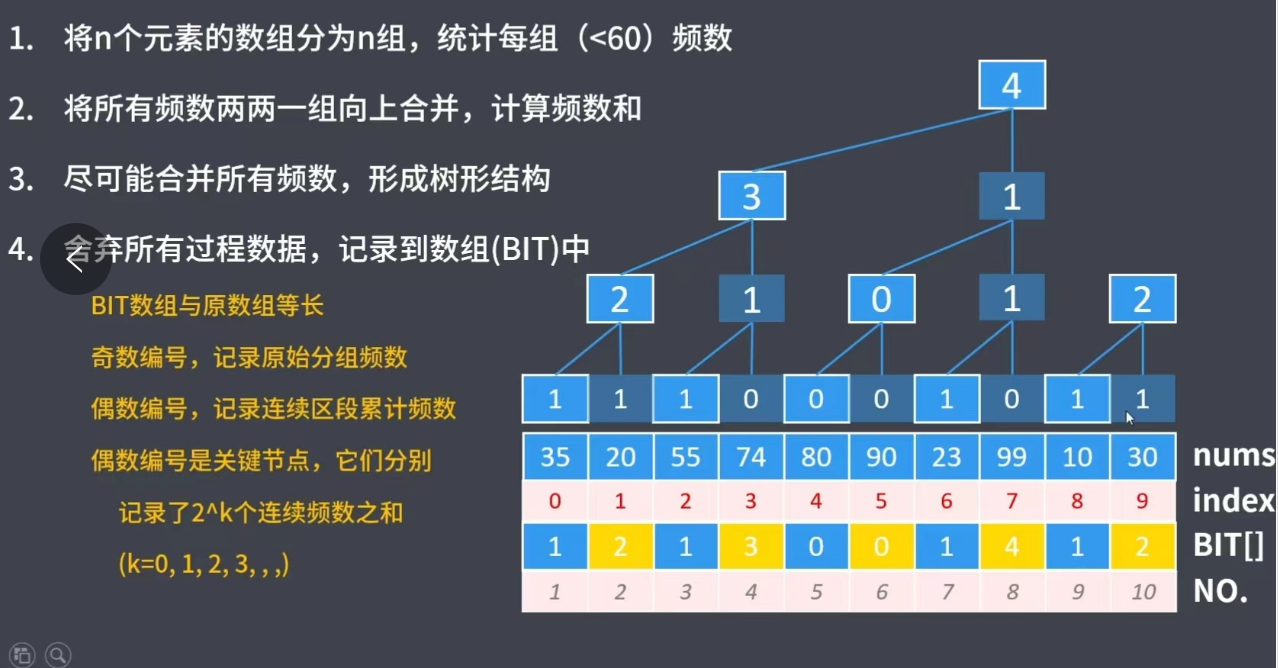 1. 将n个元素的数组分为n组，统计每组（<60）频数
2. 将所有频数两两一组向上合并，计算频数和
3. 尽可能合并所有频数，形成树形结构
4. 舍弃所有过程数据，记录到数组(BIT)中
BIT数组与原数组等长
奇数编号，记录原始分组频数
偶数编号，记录连续区段累计频数
偶数编号是关键节点，它们分别
记录了2^k个连续频数之和
(k=0, 1, 2, 3, , ,)
4
3 1
2 1 0 1 2
1 1 1 0 0 0 1 0 1 1
35 20 55 74 80 90 23 99 10 30 nums
0 1 2 3 4 5 6 7 8 9 index
1 2 1 3 0 0 1 4 1 2 BIT[]
1 2 3 4 5 6 7 8 9 10 NO.